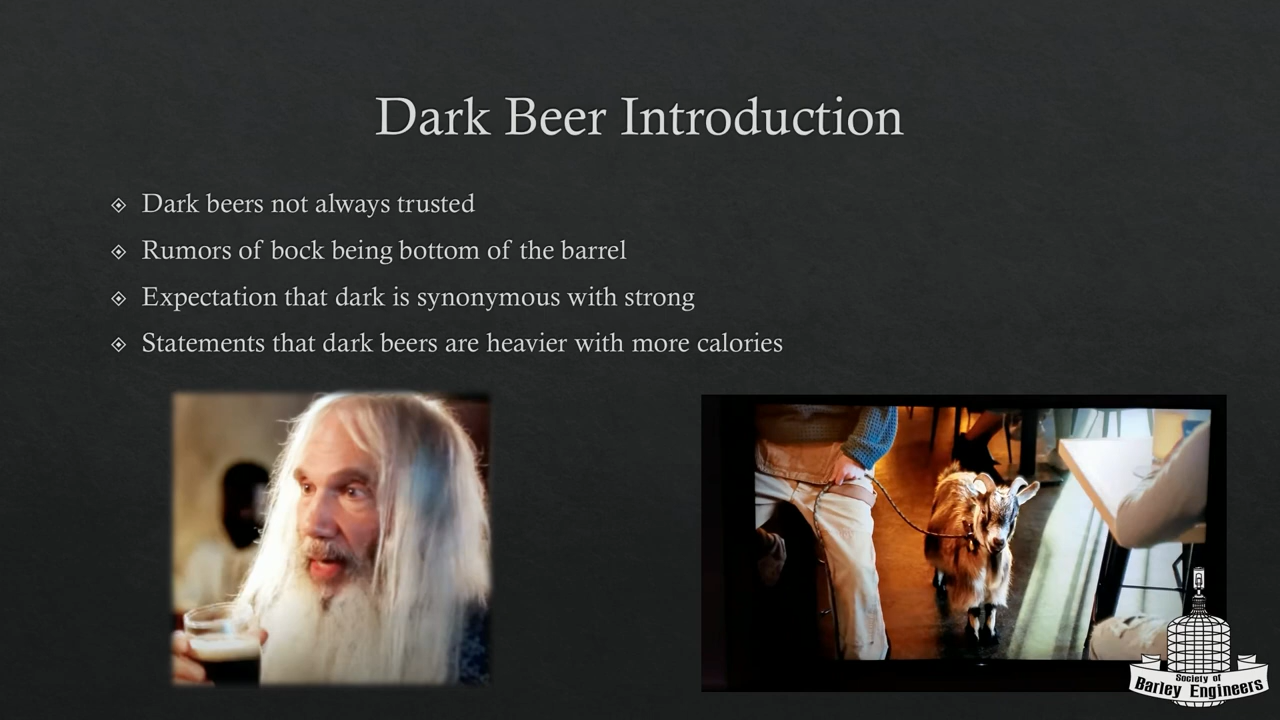 Dark Beer Introduction
Dark beers not always trusted
Rumors of bock being bottom of the barrel
Expectation that dark is synonymous with strong
Statements that dark beers are heavier with more calories
Society of
Barley Engineers